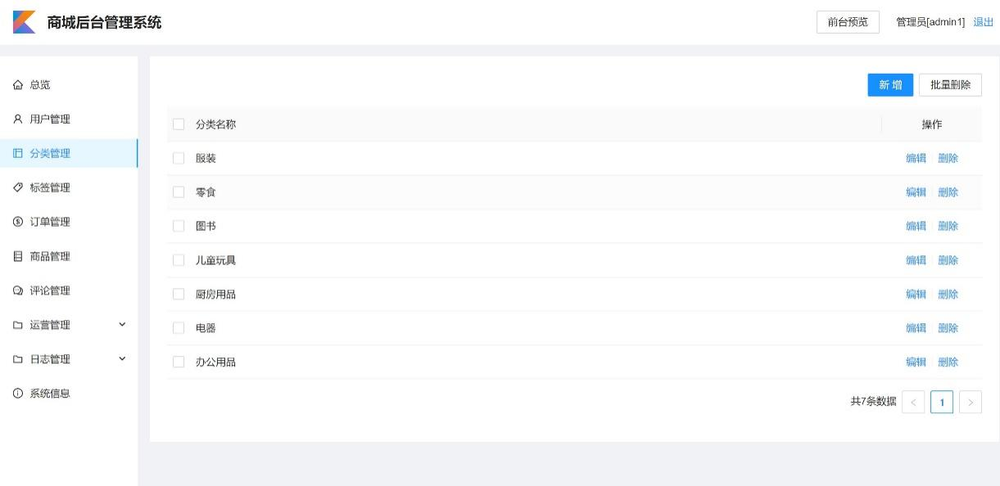 商城后台管理系统
前台预览 管理员[admin1] 退出
总览
用户管理
分类管理
标签管理
订单管理
商品管理
评论管理
运营管理
日志管理
系统信息
新 增 批量删除
分类名称 操作
服装 编辑 删除
零食 编辑 删除
图书 编辑 删除
儿童玩具 编辑 删除
厨房用品 编辑 删除
电器 编辑 删除
办公用品 编辑 删除
共7条数据 < 1 >